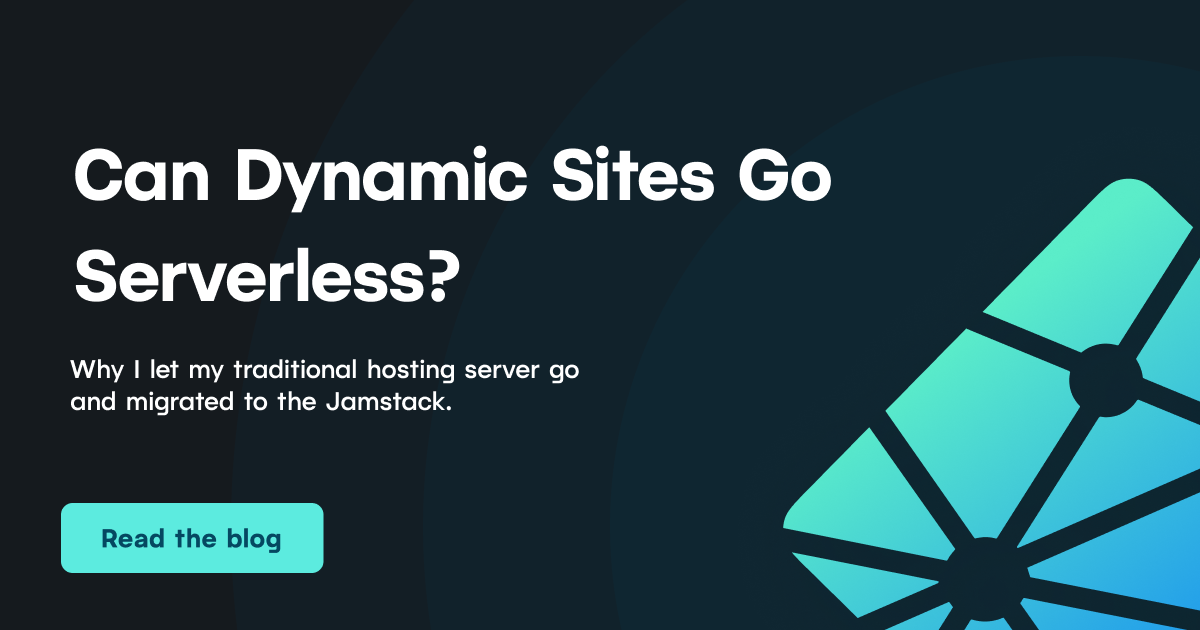 Can Dynamic Sites Go
Serverless?
Why I let my traditional hosting server go
and migrated to the Jamstack.
Read the blog